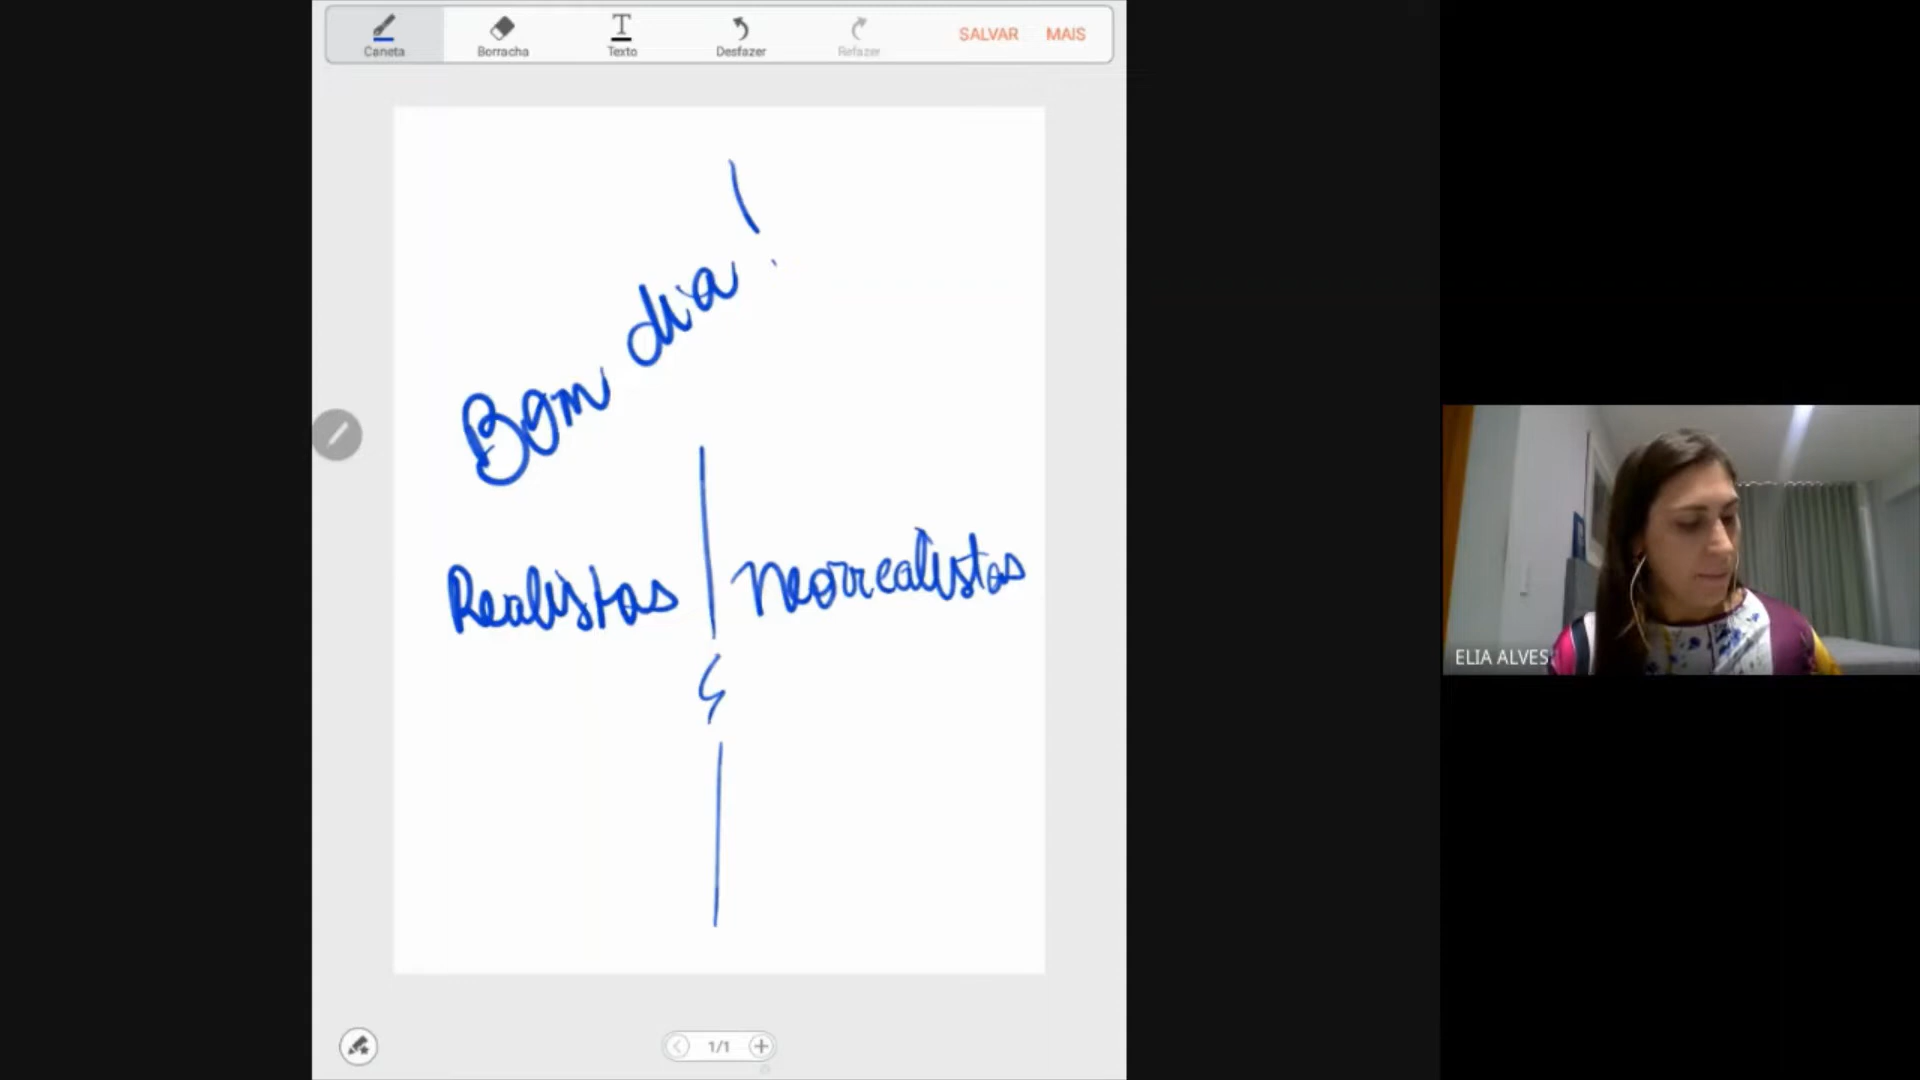 Caneta Borracha Texto Desfazer Refazer SALVAR MAIS
Bom dia!
Realistas neorrealistas
ELIA ALVES
1/1